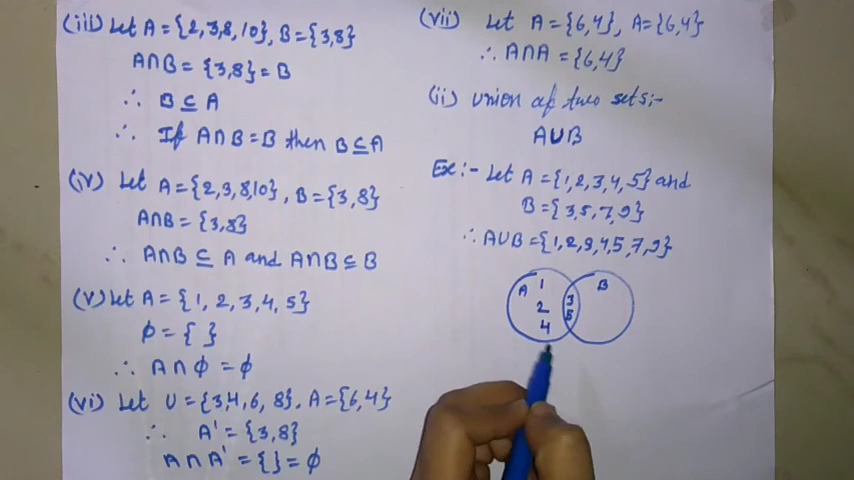 (iii) Let A = {2,3,8,10}, B = {3,8}
A∩B = {3,8} = B
∴ B ⊆ A
∴ If A∩B = B then B ⊆ A
(iv) Let A = {2,3,8,10}, B = {3,8}
A∩B = {3,8}
∴ A∩B ⊆ A and A∩B ⊆ B
(v) Let A = {1, 2, 3, 4, 5}
ϕ = { }
∴ A ∩ ϕ = ϕ
(vi) Let U = {3,4,6,8}, A = {6,4}
∴ A' = {3,8}
A ∩ A' = { } = ϕ
(vii) Let A = {6,4}, A = {6,4}
∴ A∩A = {6,4}
(ii) Union of two sets:-
A∪B
Ex:- Let A = {1,2,3,4,5} and
B = {3,5,7,9}
∴ A∪B = {1,2,3,4,5,7,9}
A 1 B
3
2
5
4